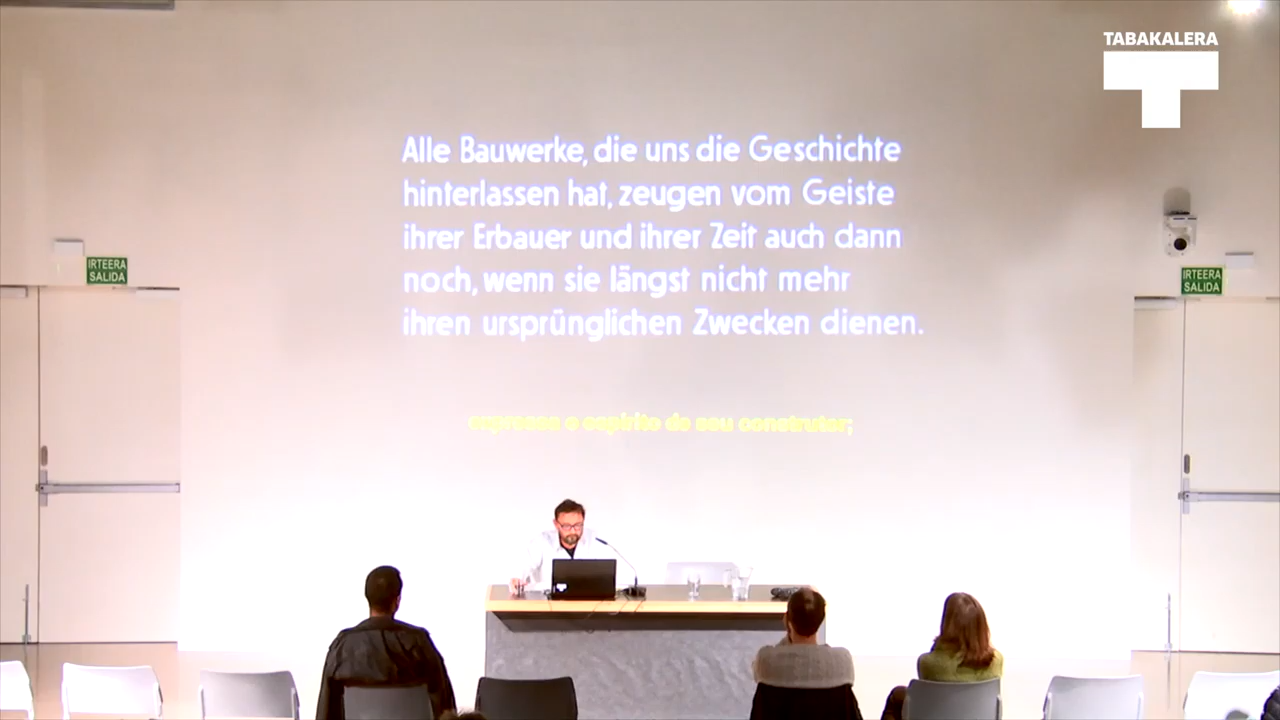 TABAKALERA
Alle Bauwerke, die uns die Geschichte
hinterlassen hat, zeugen vom Geiste
ihrer Erbauer und ihrer Zeit auch dann
noch, wenn sie längst nicht mehr
ihren ursprünglichen Zwecken dienen.
expressa o espírito de seu construtor;
IRTEERA
SALIDA
IRTEERA
SALIDA